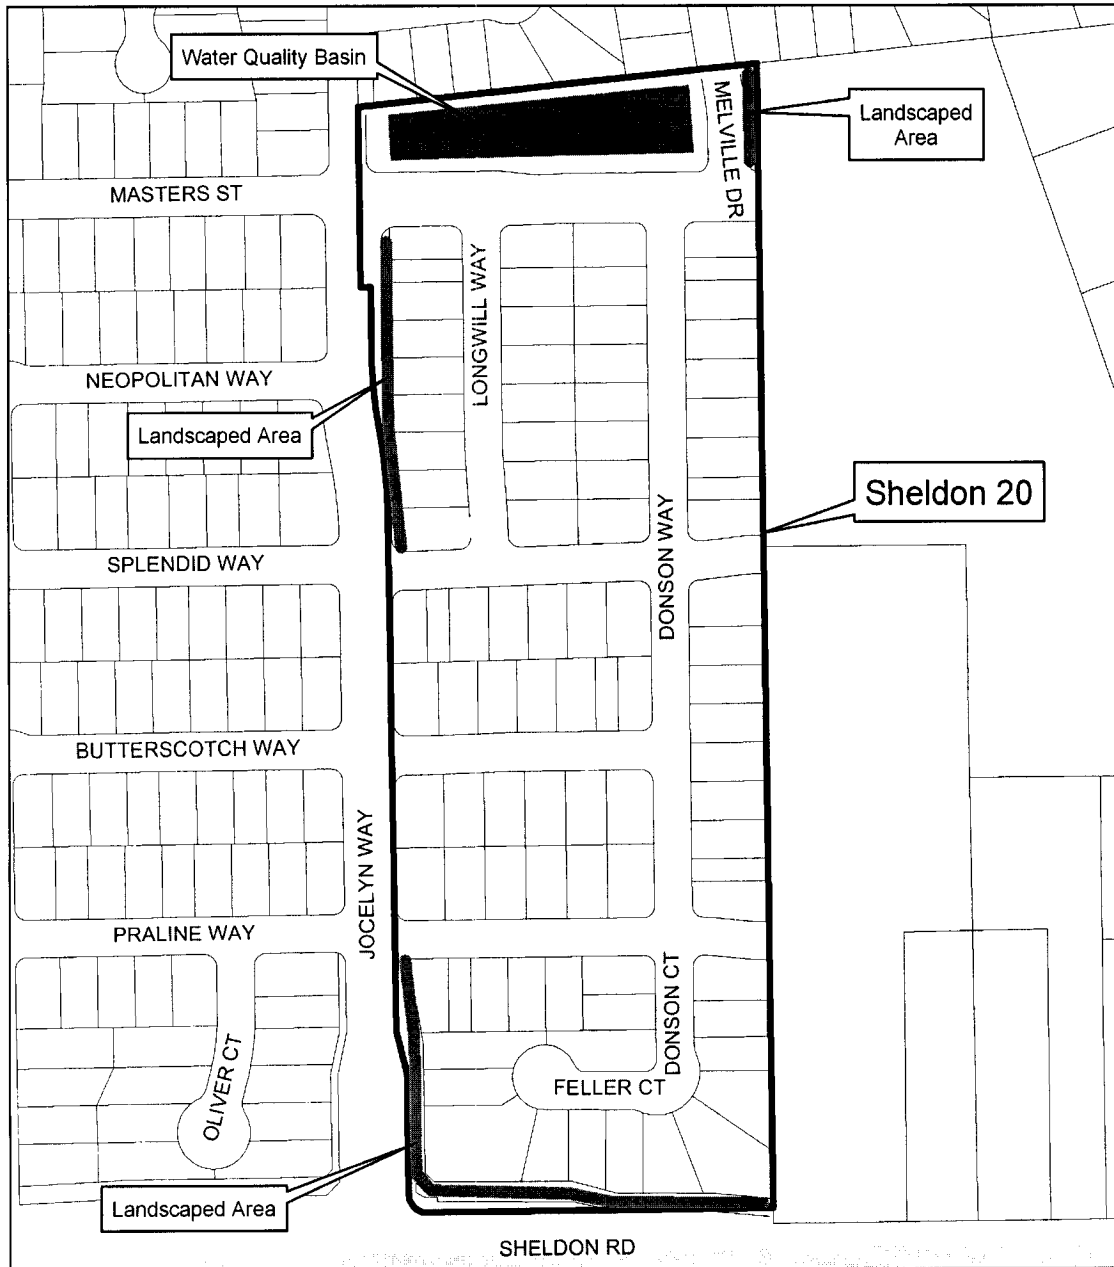 Water Quality Basin
MELVILLE DR
Landscaped
Area
MASTERS ST
LONGWILL WAY
NEOPOLITAN WAY
Landscaped Area
Sheldon 20
DONSON WAY
SPLENDID WAY
BUTTERSCOTCH WAY
JOCELYN WAY
PRALINE WAY
DONSON CT
OLIVER CT
FELLER CT
Landscaped Area
SHELDON RD